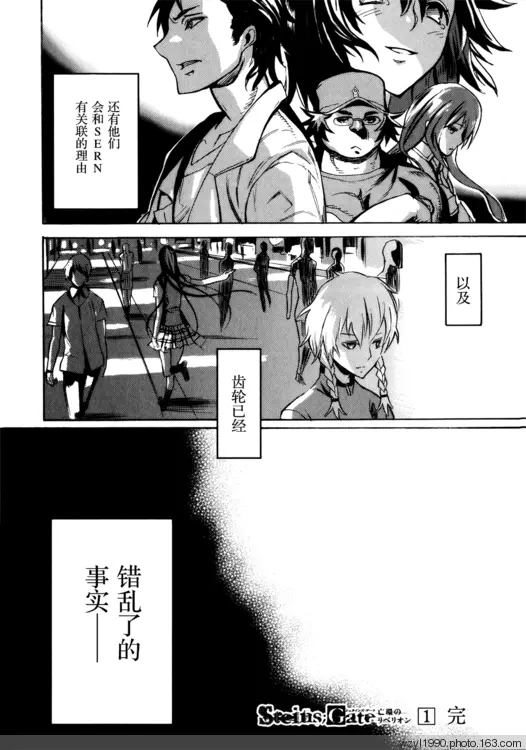 还有他们
会和SERN
有关联的理由
以及
齿轮已经
错乱了的
事实——
Steins;Gate
亡環のリベリオン
1 完
wzyl1990.photo.163.com